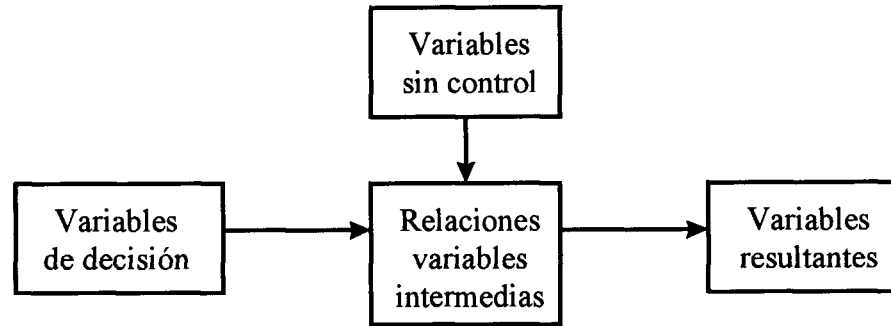 Variables
sin control
Variables
de decisión
Relaciones
variables
intermedias
Variables
resultantes